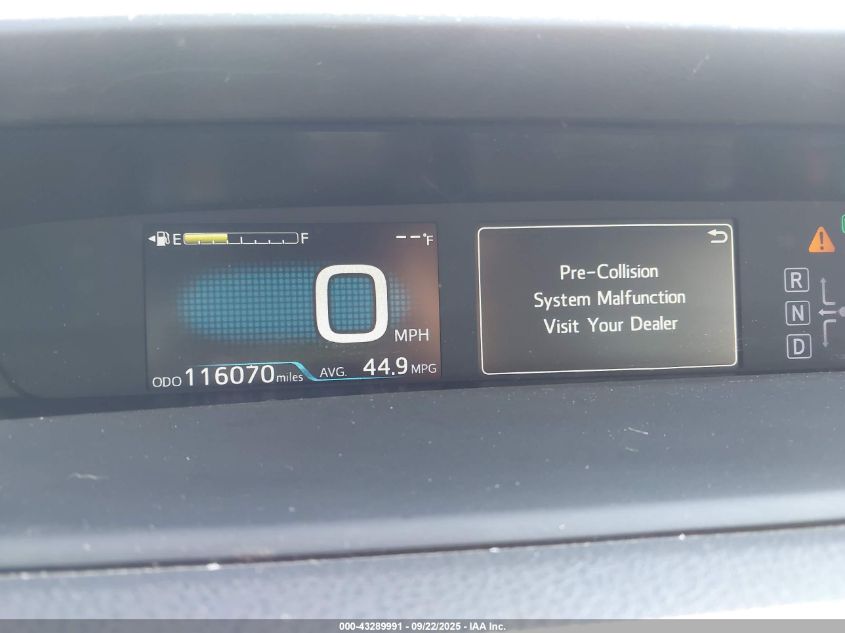 E F
--°F
0
MPH
ODO 116070 miles
AVG. 44.9 MPG
Pre-Collision
System Malfunction
Visit Your Dealer
R
N
D
000-43289991 - 09/22/2025 - IAA Inc.